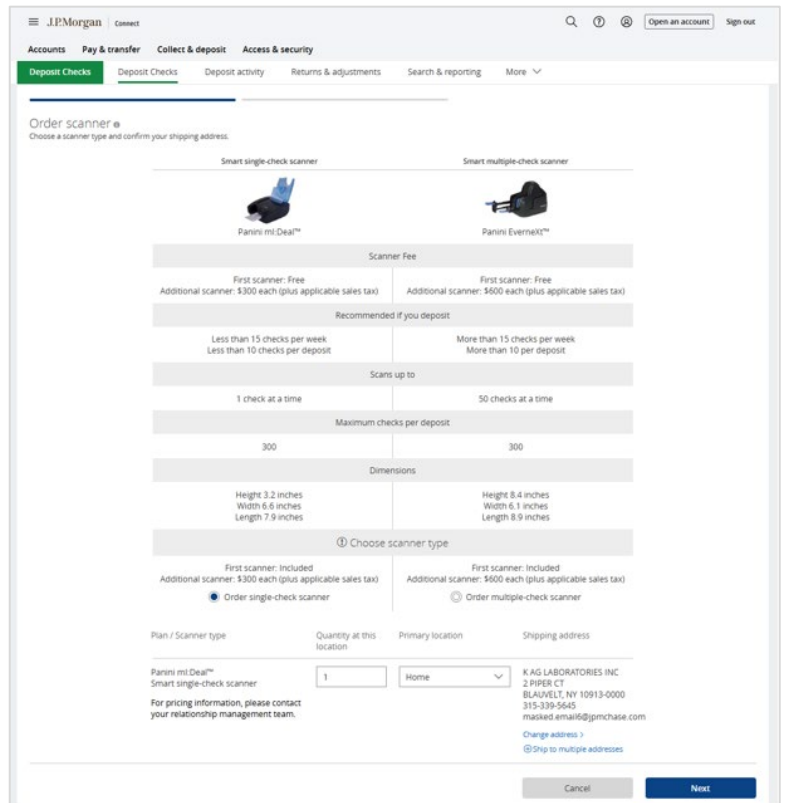 J.P.Morgan Connect
Open an account Sign out
Accounts Pay & transfer Collect & deposit Access & security
Deposit Checks Deposit Checks Deposit activity Returns & adjustments Search & reporting More
Order scanner
Choose a scanner type and confirm your shipping address.
Smart single-check scanner Smart multiple-check scanner
Panini mI:Deal™ Panini EverneXt™
Scanner Fee
First scanner: Free First scanner: Free
Additional scanner: $300 each (plus applicable sales tax) Additional scanner: $600 each (plus applicable sales tax)
Recommended if you deposit
Less than 15 checks per week More than 15 checks per week
Less than 10 checks per deposit More than 10 per deposit
Scans up to
1 check at a time 50 checks at a time
Maximum checks per deposit
300 300
Dimensions
Height 3.2 inches Height 8.4 inches
Width 6.6 inches Width 6.1 inches
Length 7.9 inches Length 8.9 inches
Choose scanner type
First scanner: Included First scanner: Included
Additional scanner: $300 each (plus applicable sales tax) Additional scanner: $600 each (plus applicable sales tax)
Order single-check scanner Order multiple-check scanner
Plan / Scanner type Quantity at this location Primary location Shipping address
Panini mI:Deal™
Smart single-check scanner
For pricing information, please contact
your relationship management team.
1
Home
K AG LABORATORIES INC
2 PIPER CT
BLAUVELT, NY 10913-0000
315-339-5645
masked.email6@jpmchase.com
Change address >
Ship to multiple addresses
Cancel Next